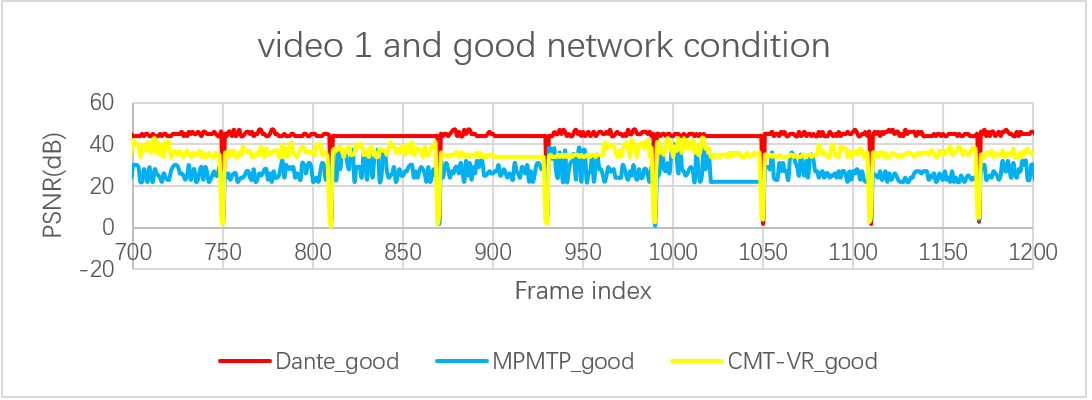 video 1 and good network condition
PSNR(dB)
60
40
20
0
-20
700 750 800 850 900 950 1000 1050 1100 1150 1200
Frame index
Dante_good MPMTP_good CMT-VR_good